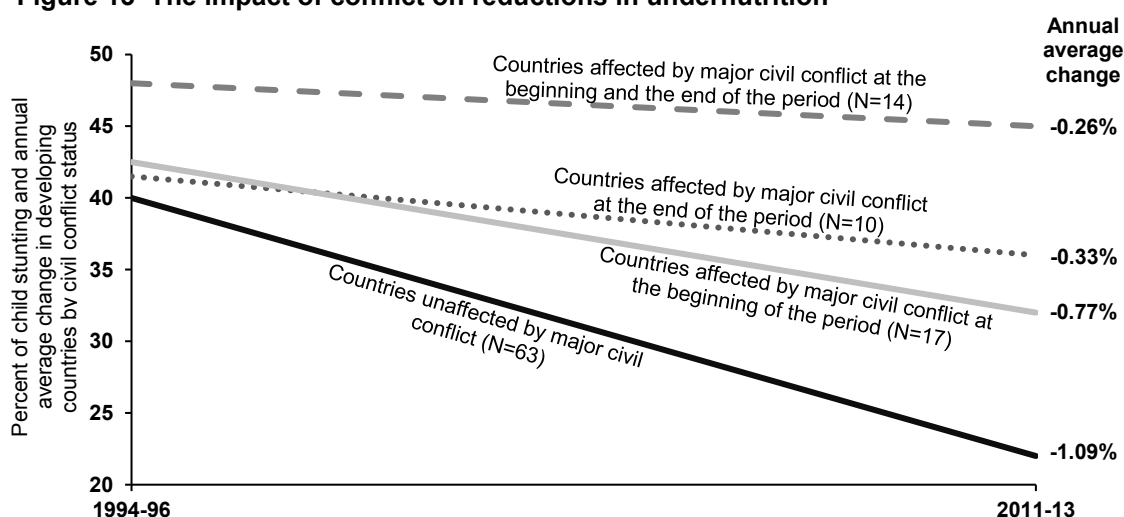 Figure 16 The impact of conflict on reductions in undernutrition
Annual
average
change
Percent of child stunting and annual
average change in developing
countries by civil conflict status
50
45
40
35
30
25
20
Countries affected by major civil conflict at the
beginning and the end of the period (N=14)
-0.26%
Countries affected by major civil conflict
at the end of the period (N=10)
-0.33%
Countries affected by major civil conflict at
the beginning of the period (N=17)
-0.77%
Countries unaffected by major civil
conflict (N=63)
-1.09%
1994-96
2011-13